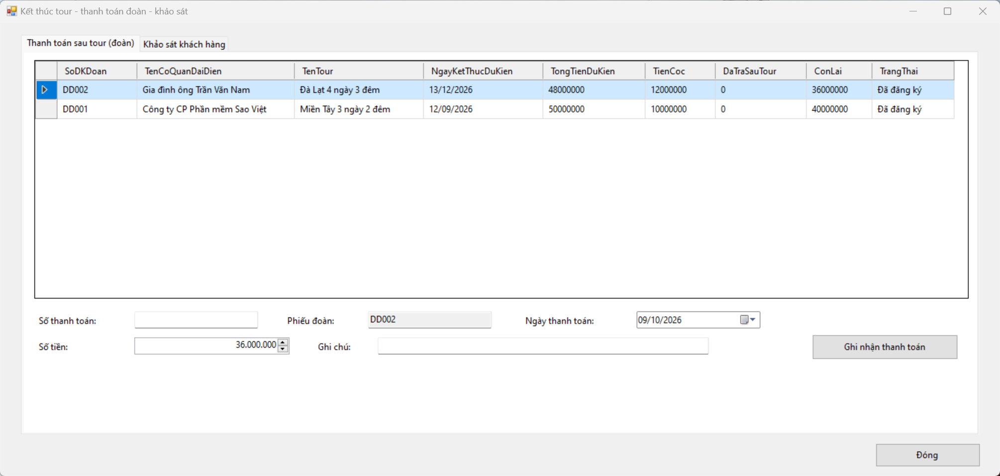 Kết thúc tour - thanh toán đoàn - khảo sát
Thanh toán sau tour (đoàn) Khảo sát khách hàng
SoDKDoan TenCoQuanDaiDien TenTour NgayKetThucDuKien TongTienDuKien TienCoc DaTraSauTour ConLai TrangThai
DD002 Gia đình ông Trần Văn Nam Đà Lạt 4 ngày 3 đêm 13/12/2026 48000000 12000000 0 36000000 Đã đăng ký
DD001 Công ty CP Phần mềm Sao Việt Miền Tây 3 ngày 2 đêm 12/09/2026 50000000 10000000 0 40000000 Đã đăng ký
Số thanh toán: Phiếu đoàn: DD002 Ngày thanh toán: 09/10/2026
Số tiền: 36.000.000 Ghi chú: Ghi nhận thanh toán
Đóng